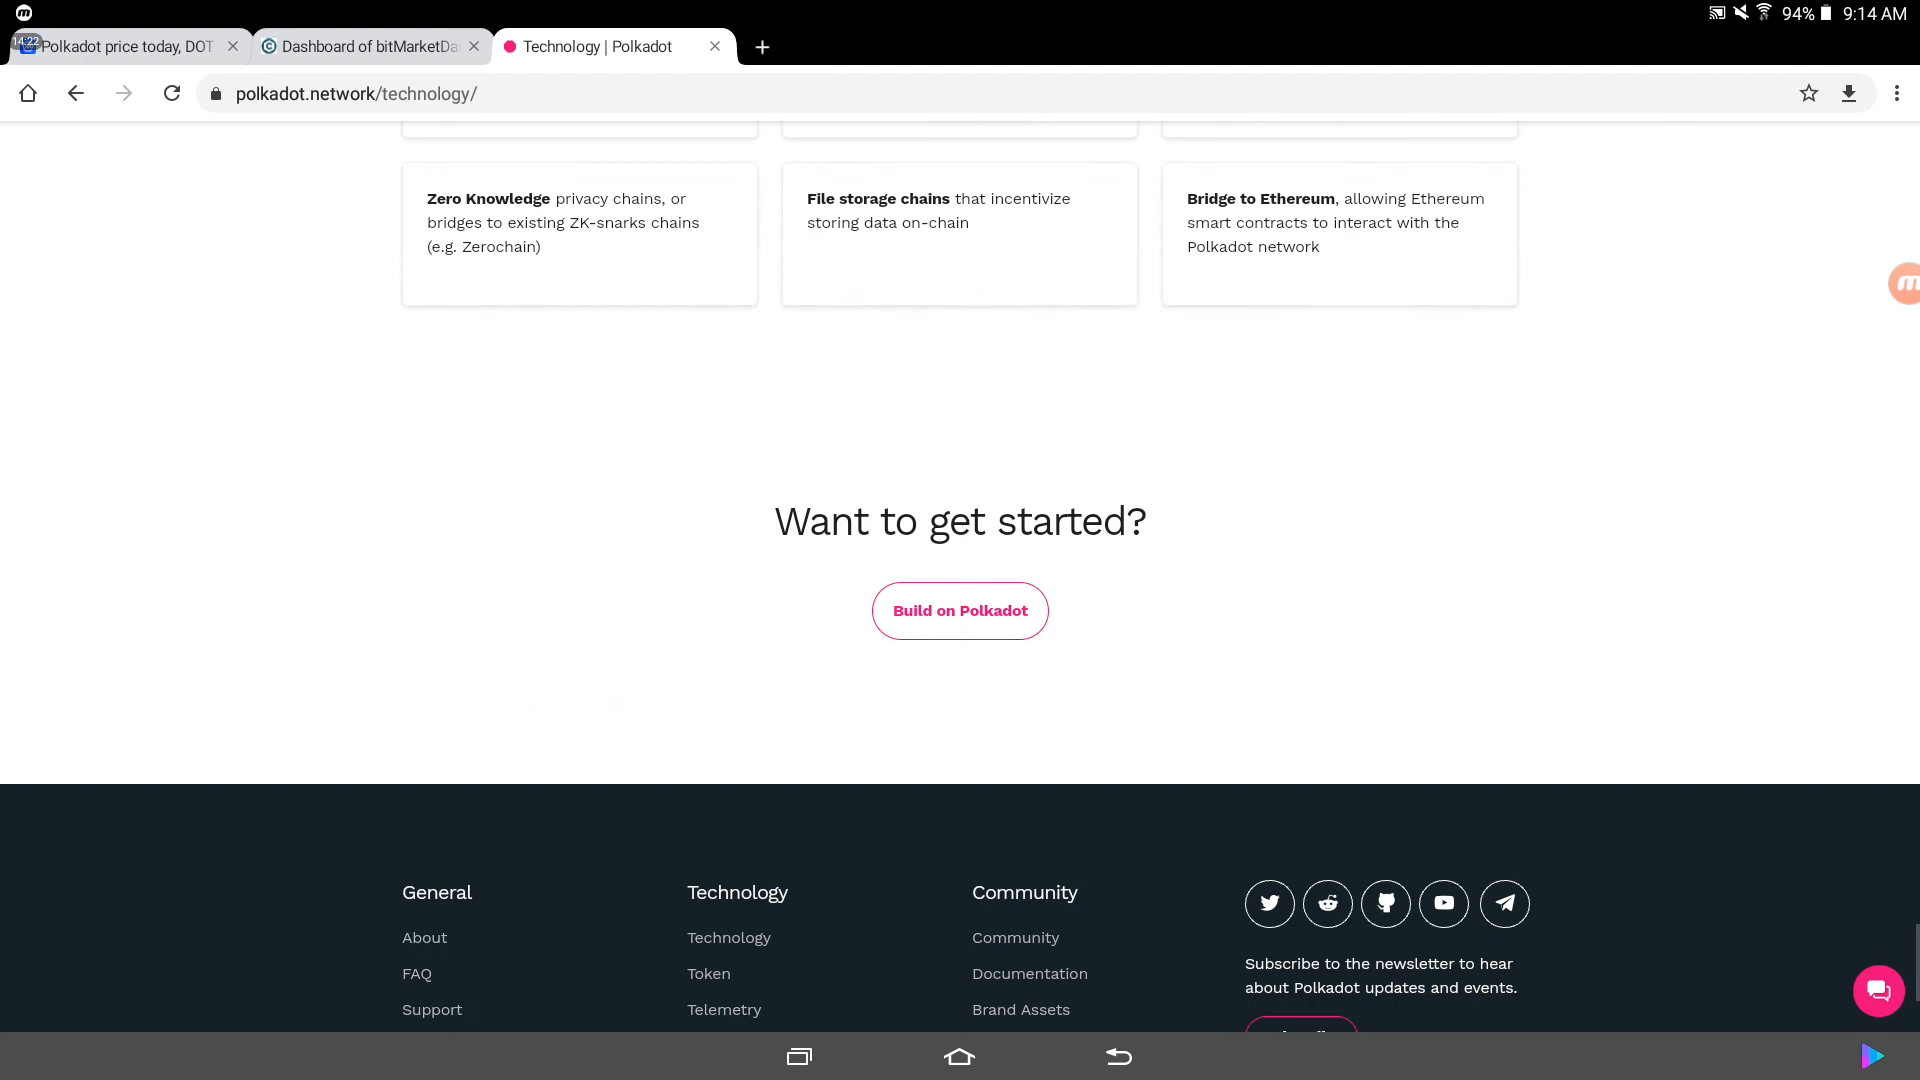 94% 9:14 AM
14:22
Polkadot price today, DOT
Dashboard of bitMarketDa
Technology | Polkadot
polkadot.network/technology/
Zero Knowledge privacy chains, or
bridges to existing ZK-snarks chains
(e.g. Zerochain)
File storage chains that incentivize
storing data on-chain
Bridge to Ethereum, allowing Ethereum
smart contracts to interact with the
Polkadot network
Want to get started?
Build on Polkadot
General
About
FAQ
Support
Technology
Technology
Token
Telemetry
Community
Community
Documentation
Brand Assets
Subscribe to the newsletter to hear
about Polkadot updates and events.